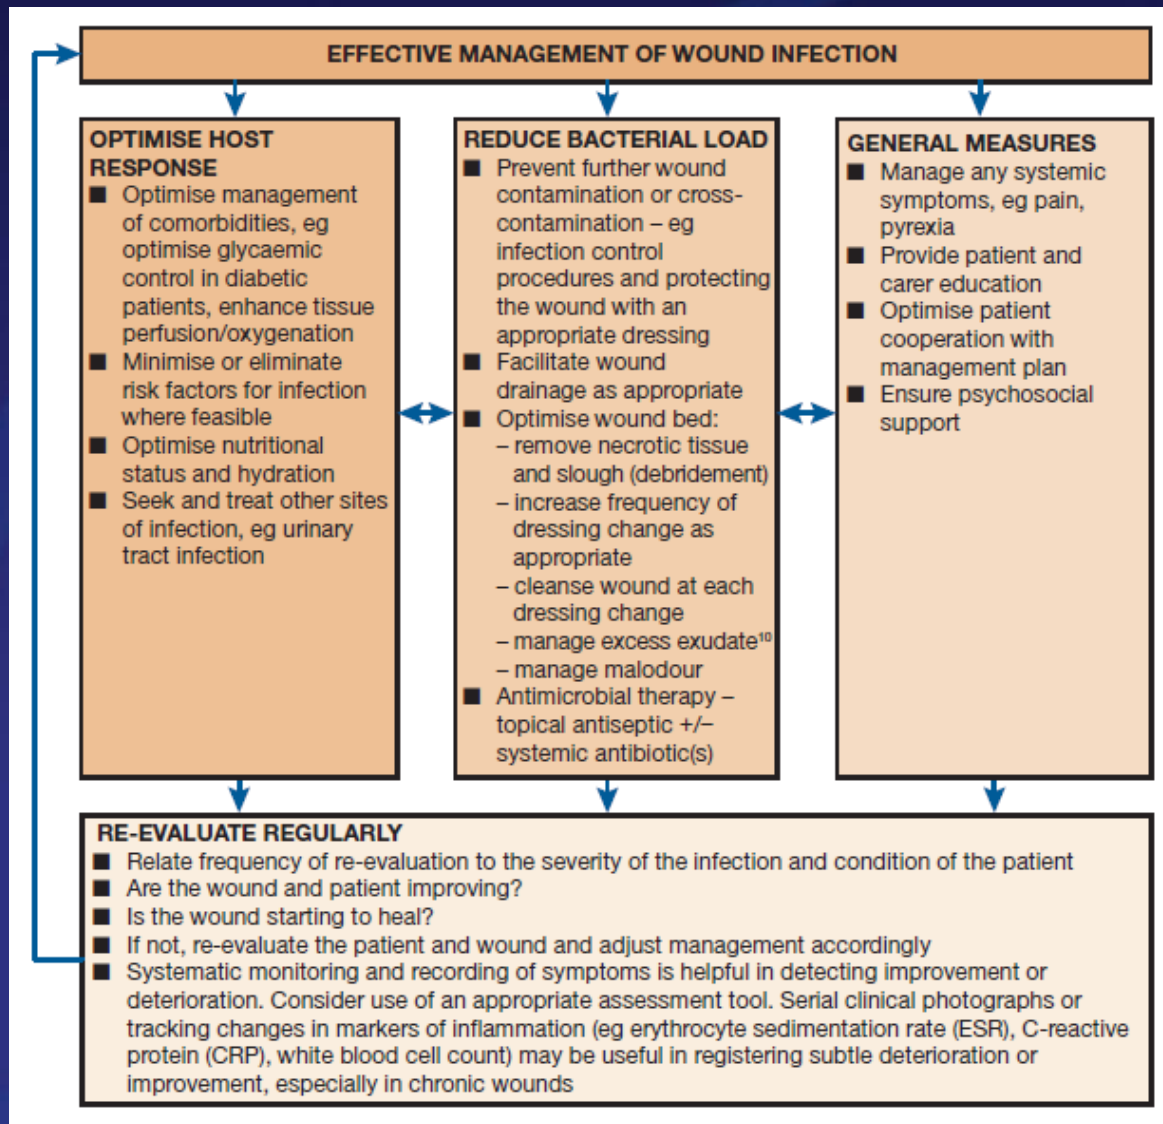 EFFECTIVE MANAGEMENT OF WOUND INFECTION
OPTIMISE HOST
RESPONSE
■ Optimise management
of comorbidities, eg
optimise glycaemic
control in diabetic
patients, enhance tissue
perfusion/oxygenation
■ Minimise or eliminate
risk factors for infection
where feasible
■ Optimise nutritional
status and hydration
■ Seek and treat other sites
of infection, eg urinary
tract infection
REDUCE BACTERIAL LOAD
■ Prevent further wound
contamination or cross-
contamination – eg
infection control
procedures and protecting
the wound with an
appropriate dressing
■ Facilitate wound
drainage as appropriate
■ Optimise wound bed:
– remove necrotic tissue
and slough (debridement)
– increase frequency of
dressing change as
appropriate
– cleanse wound at each
dressing change
– manage excess exudate¹⁰
– manage malodour
■ Antimicrobial therapy –
topical antiseptic +/–
systemic antibiotic(s)
GENERAL MEASURES
■ Manage any systemic
symptoms, eg pain,
pyrexia
■ Provide patient and
carer education
■ Optimise patient
cooperation with
management plan
■ Ensure psychosocial
support
RE-EVALUATE REGULARLY
■ Relate frequency of re-evaluation to the severity of the infection and condition of the patient
■ Are the wound and patient improving?
■ Is the wound starting to heal?
■ If not, re-evaluate the patient and wound and adjust management accordingly
■ Systematic monitoring and recording of symptoms is helpful in detecting improvement or
deterioration. Consider use of an appropriate assessment tool. Serial clinical photographs or
tracking changes in markers of inflammation (eg erythrocyte sedimentation rate (ESR), C-reactive
protein (CRP), white blood cell count) may be useful in registering subtle deterioration or
improvement, especially in chronic wounds